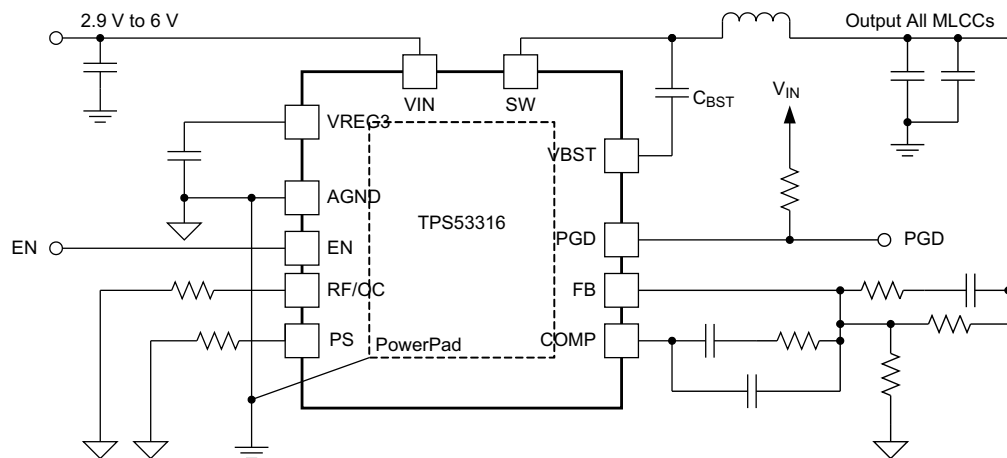 2.9 V to 6 V
Output All MLCCs
VIN
SW
CBST
VIN
VREG3
VBST
AGND
TPS53316
EN
EN
PGD
PGD
RF/OC
FB
PS
COMP
PowerPad